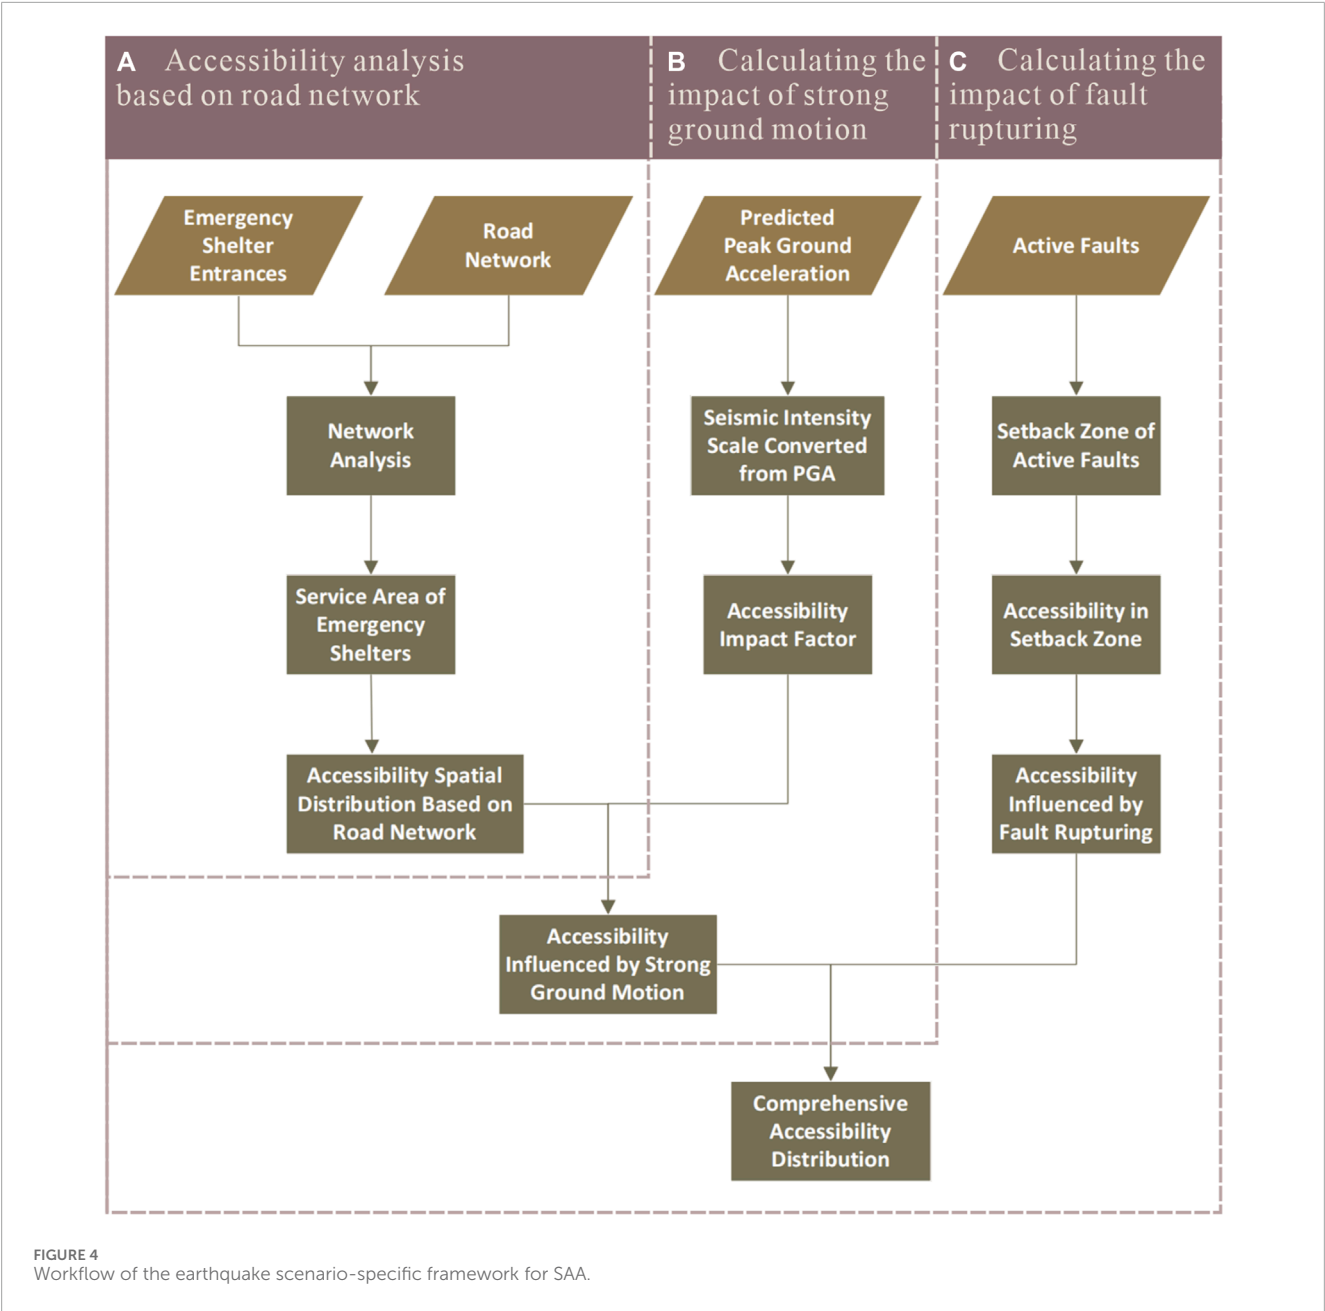 A Accessibility analysis
based on road network
B Calculating the
impact of strong
ground motion
C Calculating the
impact of fault
rupturing
Emergency
Shelter
Entrances
Road
Network
Predicted
Peak Ground
Acceleration
Active Faults
Network
Analysis
Seismic Intensity
Scale Converted
from PGA
Setback Zone of
Active Faults
Service Area of
Emergency
Shelters
Accessibility
Impact Factor
Accessibility in
Setback Zone
Accessibility Spatial
Distribution Based on
Road Network
Accessibility
Influenced by
Fault Rupturing
Accessibility
Influenced by Strong
Ground Motion
Comprehensive
Accessibility
Distribution
FIGURE 4
Workflow of the earthquake scenario-specific framework for SAA.